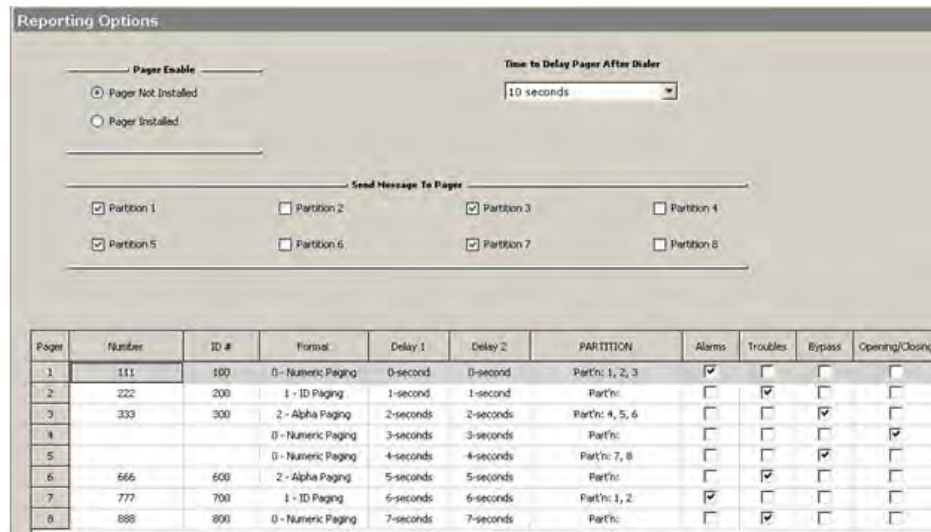 Reporting Options
Pager Enable
Time to Delay Pager After Dialer
Pager Not Installed
10 seconds
Pager Installed
Send Message To Pager
Partition 1 Partition 2 Partition 3 Partition 4
Partition 5 Partition 6 Partition 7 Partition 8
Pager Number ID # Format Delay 1 Delay 2 PARTITION Alarms Troubles Bypass Opening/Closing
1 111 100 0 - Numeric Paging 0-second 0-second Part'n: 1, 2, 3
2 222 200 1 - ID Paging 1-second 1-second Part'n:
3 333 300 2 - Alpha Paging 2-seconds 2-seconds Part'n: 4, 5, 6
4 0 - Numeric Paging 3-seconds 3-seconds Part'n:
5 0 - Numeric Paging 4-seconds 4-seconds Part'n: 7, 8
6 666 600 2 - Alpha Paging 5-seconds 5-seconds Part'n:
7 777 700 1 - ID Paging 6-seconds 6-seconds Part'n: 1, 2
8 888 800 0 - Numeric Paging 7-seconds 7-seconds Part'n: